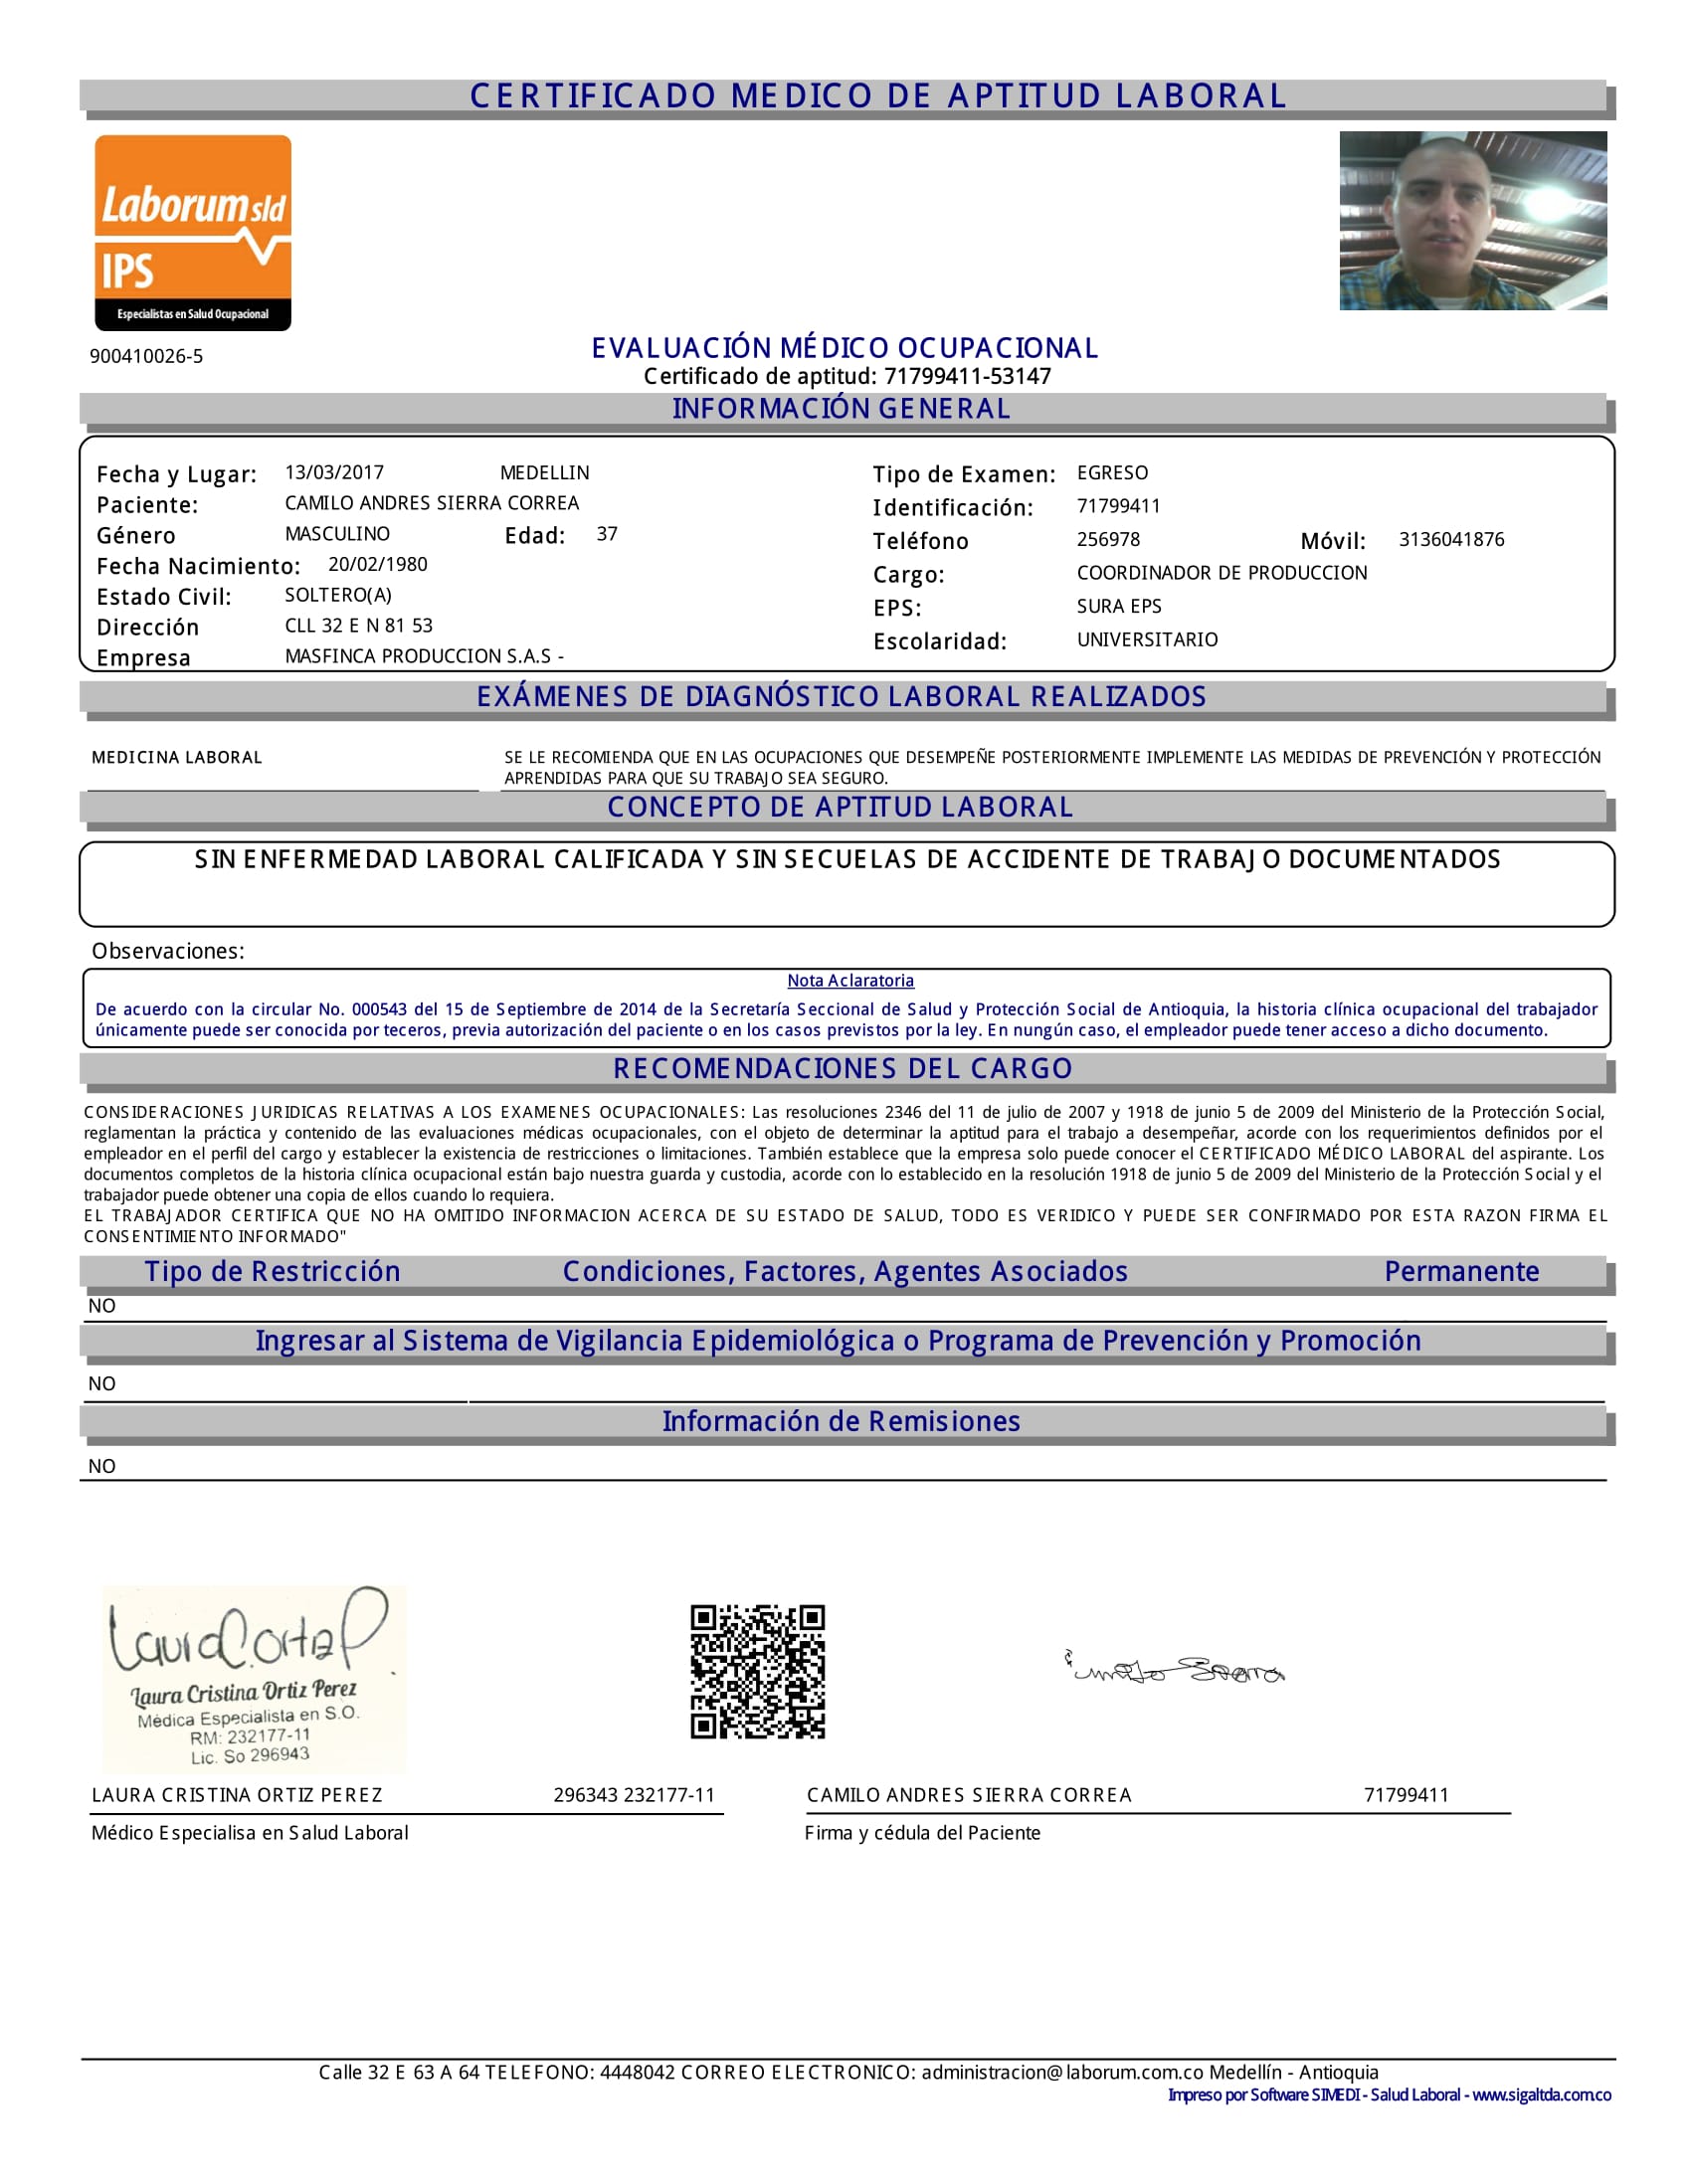 CERTIFICADO MEDICO DE APTITUD LABORAL
Laborum sld
IPS
Especialistas en Salud Ocupacional
900410026-5
EVALUACIÓN MÉDICO OCUPACIONAL
Certificado de aptitud: 71799411-53147
INFORMACIÓN GENERAL
Fecha y Lugar: 13/03/2017 MEDELLIN
Paciente: CAMILO ANDRES SIERRA CORREA
Género MASCULINO Edad: 37
Fecha Nacimiento: 20/02/1980
Estado Civil: SOLTERO(A)
Dirección CLL 32 E N 81 53
Empresa MASFINCA PRODUCCION S.A.S -
Tipo de Examen: EGRESO
Identificación: 71799411
Teléfono 256978 Móvil: 3136041876
Cargo: COORDINADOR DE PRODUCCION
EPS: SURA EPS
Escolaridad: UNIVERSITARIO
EXÁMENES DE DIAGNÓSTICO LABORAL REALIZADOS
MEDICINA LABORAL SE LE RECOMIENDA QUE EN LAS OCUPACIONES QUE DESEMPEÑE POSTERIORMENTE IMPLEMENTE LAS MEDIDAS DE PREVENCIÓN Y PROTECCIÓN
APRENDIDAS PARA QUE SU TRABAJO SEA SEGURO.
CONCEPTO DE APTITUD LABORAL
SIN ENFERMEDAD LABORAL CALIFICADA Y SIN SECUELAS DE ACCIDENTE DE TRABAJO DOCUMENTADOS
Observaciones:
Nota Aclaratoria
De acuerdo con la circular No. 000543 del 15 de Septiembre de 2014 de la Secretaría Seccional de Salud y Protección Social de Antioquia, la historia clínica ocupacional del trabajador
únicamente puede ser conocida por teceros, previa autorización del paciente o en los casos previstos por la ley. En nungún caso, el empleador puede tener acceso a dicho documento.
RECOMENDACIONES DEL CARGO
CONSIDERACIONES JURIDICAS RELATIVAS A LOS EXAMENES OCUPACIONALES: Las resoluciones 2346 del 11 de julio de 2007 y 1918 de junio 5 de 2009 del Ministerio de la Protección Social,
reglamentan la práctica y contenido de las evaluaciones médicas ocupacionales, con el objeto de determinar la aptitud para el trabajo a desempeñar, acorde con los requerimientos definidos por el
empleador en el perfil del cargo y establecer la existencia de restricciones o limitaciones. También establece que la empresa solo puede conocer el CERTIFICADO MÉDICO LABORAL del aspirante. Los
documentos completos de la historia clínica ocupacional están bajo nuestra guarda y custodia, acorde con lo establecido en la resolución 1918 de junio 5 de 2009 del Ministerio de la Protección Social y el
trabajador puede obtener una copia de ellos cuando lo requiera.
EL TRABAJADOR CERTIFICA QUE NO HA OMITIDO INFORMACION ACERCA DE SU ESTADO DE SALUD, TODO ES VERIDICO Y PUEDE SER CONFIRMADO POR ESTA RAZON FIRMA EL
CONSENTIMIENTO INFORMADO"
Tipo de Restricción Condiciones, Factores, Agentes Asociados Permanente
NO
Ingresar al Sistema de Vigilancia Epidemiológica o Programa de Prevención y Promoción
NO
Información de Remisiones
NO
Laura C. Ortiz P
Laura Cristina Ortiz Perez
Médica Especialista en S.O.
RM: 232177-11
Lic. So 296943
Camilo Sierra
LAURA CRISTINA ORTIZ PEREZ 296343 232177-11
Médico Especialisa en Salud Laboral
CAMILO ANDRES SIERRA CORREA 71799411
Firma y cédula del Paciente
Calle 32 E 63 A 64 TELEFONO: 4448042 CORREO ELECTRONICO: administracion@laborum.com.co Medellín - Antioquia
Impreso por Software SIMEDI - Salud Laboral - www.sigaltda.com.co